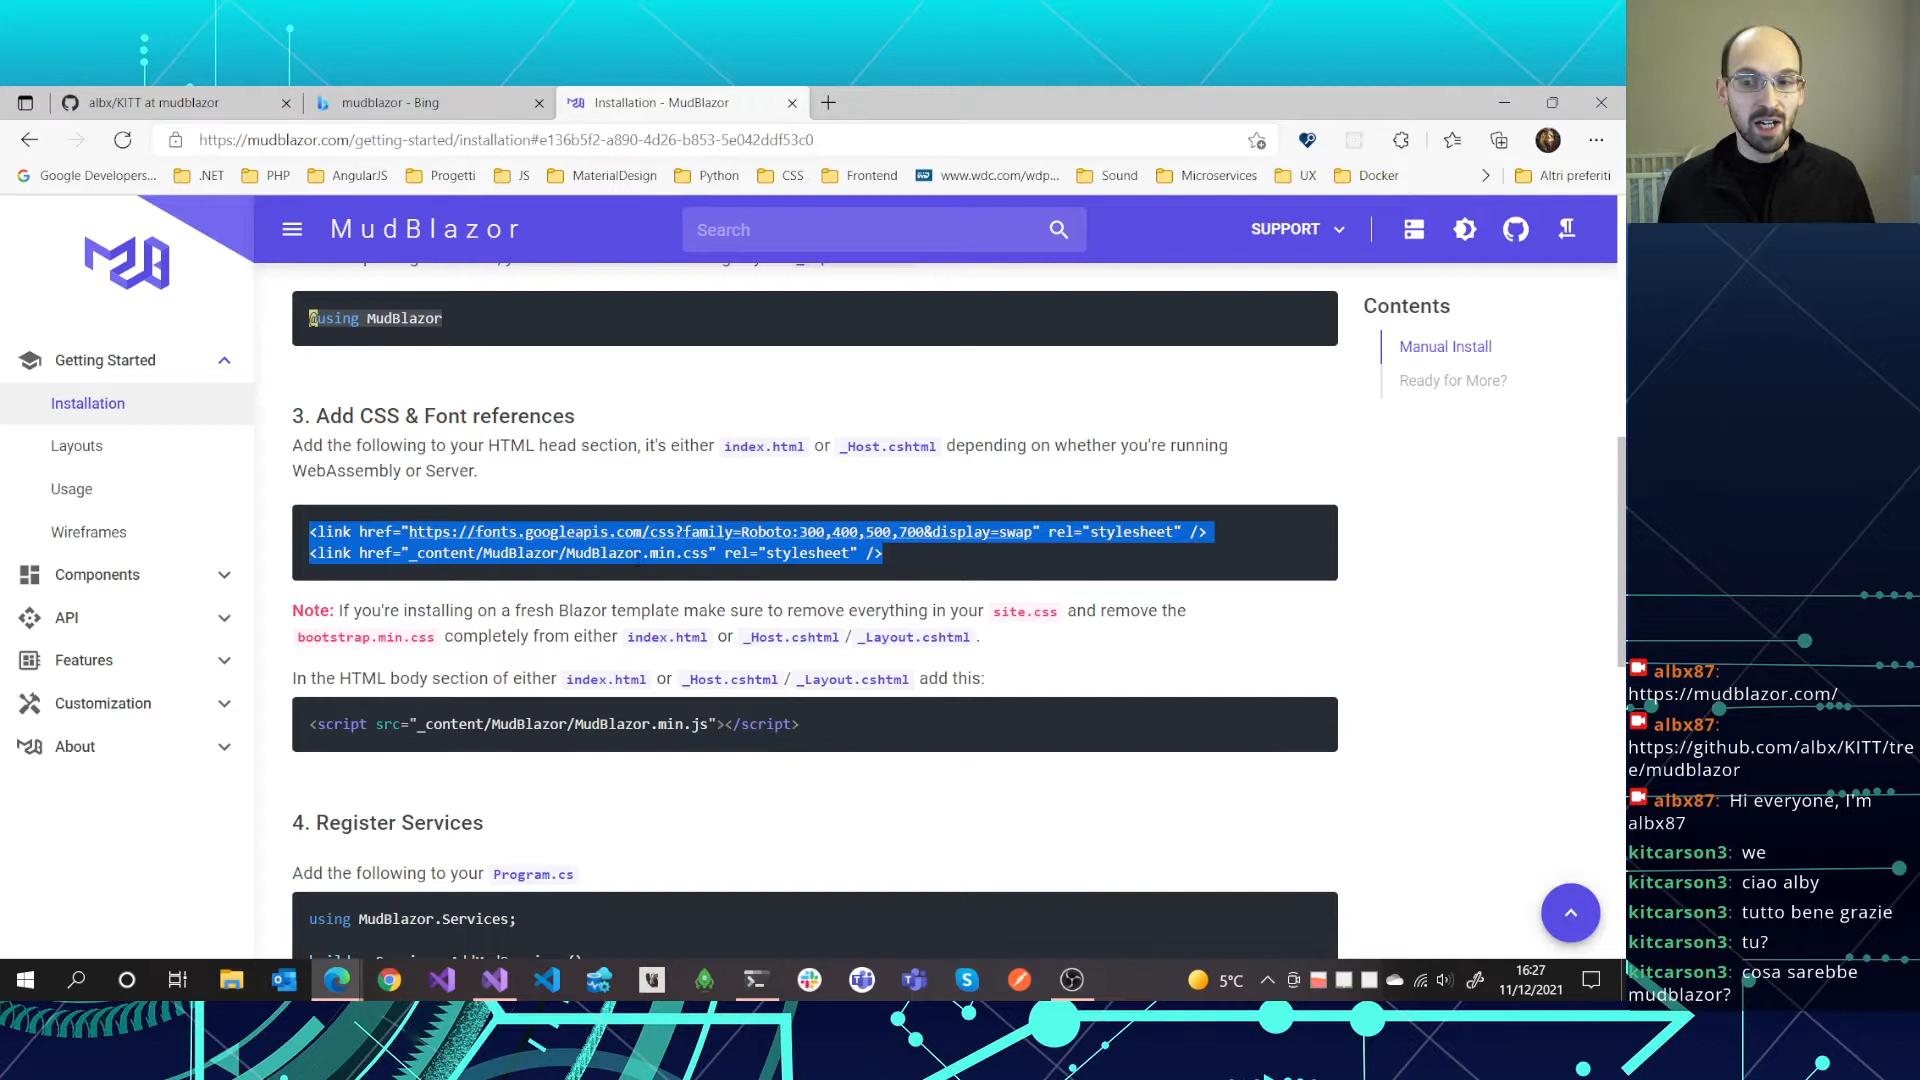 albx/KITT at mudblazor
mudblazor - Bing
Installation - MudBlazor
https://mudblazor.com/getting-started/installation#e136b5f2-a890-4d26-b853-5e042ddf53c0
Google Developers...
.NET
PHP
AngularJS
Progetti
JS
MaterialDesign
Python
CSS
Frontend
www.wdc.com/wdp...
Sound
Microservices
UX
Docker
Altri preferiti
MudBlazor
Search
SUPPORT
Getting Started
Installation
Layouts
Usage
Wireframes
Components
API
Features
Customization
About
@using MudBlazor
3. Add CSS & Font references
Add the following to your HTML head section, it's either index.html or _Host.cshtml depending on whether you're running
WebAssembly or Server.
<link href="https://fonts.googleapis.com/css?family=Roboto:300,400,500,700&display=swap" rel="stylesheet" />
<link href="_content/MudBlazor/MudBlazor.min.css" rel="stylesheet" />
Note: If you're installing on a fresh Blazor template make sure to remove everything in your site.css and remove the
bootstrap.min.css completely from either index.html or _Host.cshtml / _Layout.cshtml .
In the HTML body section of either index.html or _Host.cshtml / _Layout.cshtml add this:
<script src="_content/MudBlazor/MudBlazor.min.js"></script>
4. Register Services
Add the following to your Program.cs
using MudBlazor.Services;
Contents
Manual Install
Ready for More?
albx87:
https://mudblazor.com/
albx87:
https://github.com/albx/KITT/tre
e/mudblazor
albx87: Hi everyone, I'm
albx87
kitcarson3: we
kitcarson3: ciao alby
kitcarson3: tutto bene grazie
kitcarson3: tu?
kitcarson3: cosa sarebbe
mudblazor?
5°C
16:27
11/12/2021